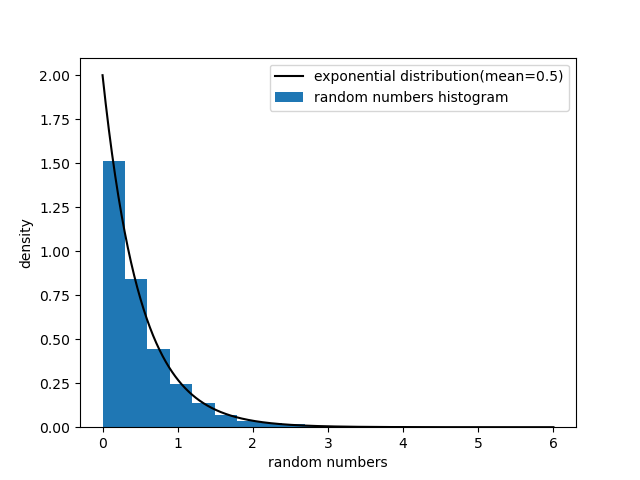 exponential distribution(mean=0.5)
random numbers histogram
density
2.00
1.75
1.50
1.25
1.00
0.75
0.50
0.25
0.00
0 1 2 3 4 5 6
random numbers